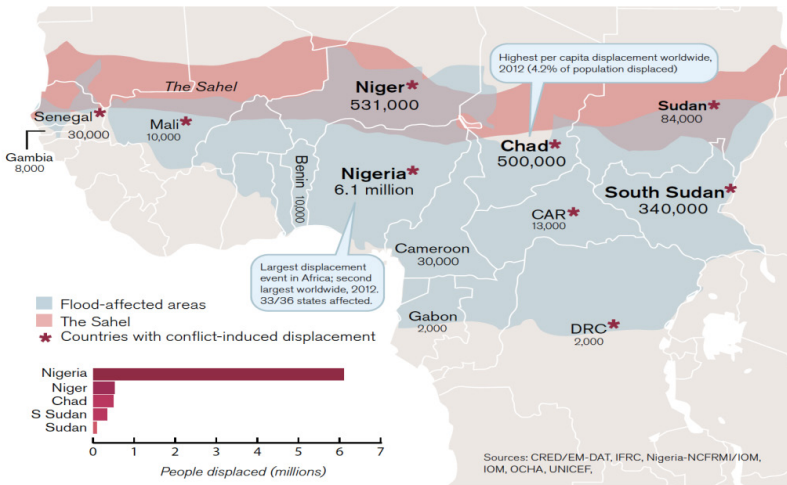 Highest per capita displacement worldwide,
2012 (4.2% of population displaced)
The Sahel
Niger*
531,000
Sudan*
84,000
Senegal*
30,000
Mali*
10,000
Gambia
8,000
Chad*
500,000
Benin 10,000
Nigeria*
6.1 million
South Sudan*
340,000
CAR*
13,000
Cameroon
30,000
Largest displacement
event in Africa; second
largest worldwide, 2012.
33/36 states affected.
Gabon
2,000
DRC*
2,000
Flood-affected areas
The Sahel
* Countries with conflict-induced displacement
Nigeria
Niger
Chad
S Sudan
Sudan
0 1 2 3 4 5 6 7
People displaced (millions)
Sources: CRED/EM-DAT, IFRC, Nigeria-NCFRMI/IOM,
IOM, OCHA, UNICEF,